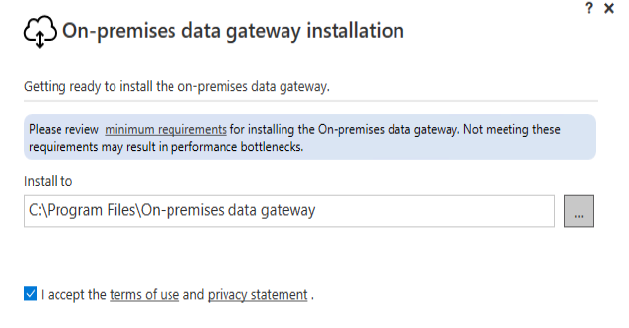 ? ×
On-premises data gateway installation
Getting ready to install the on-premises data gateway.
Please review minimum requirements for installing the On-premises data gateway. Not meeting these
requirements may result in performance bottlenecks.
Install to
C:\Program Files\On-premises data gateway
...
I accept the terms of use and privacy statement .